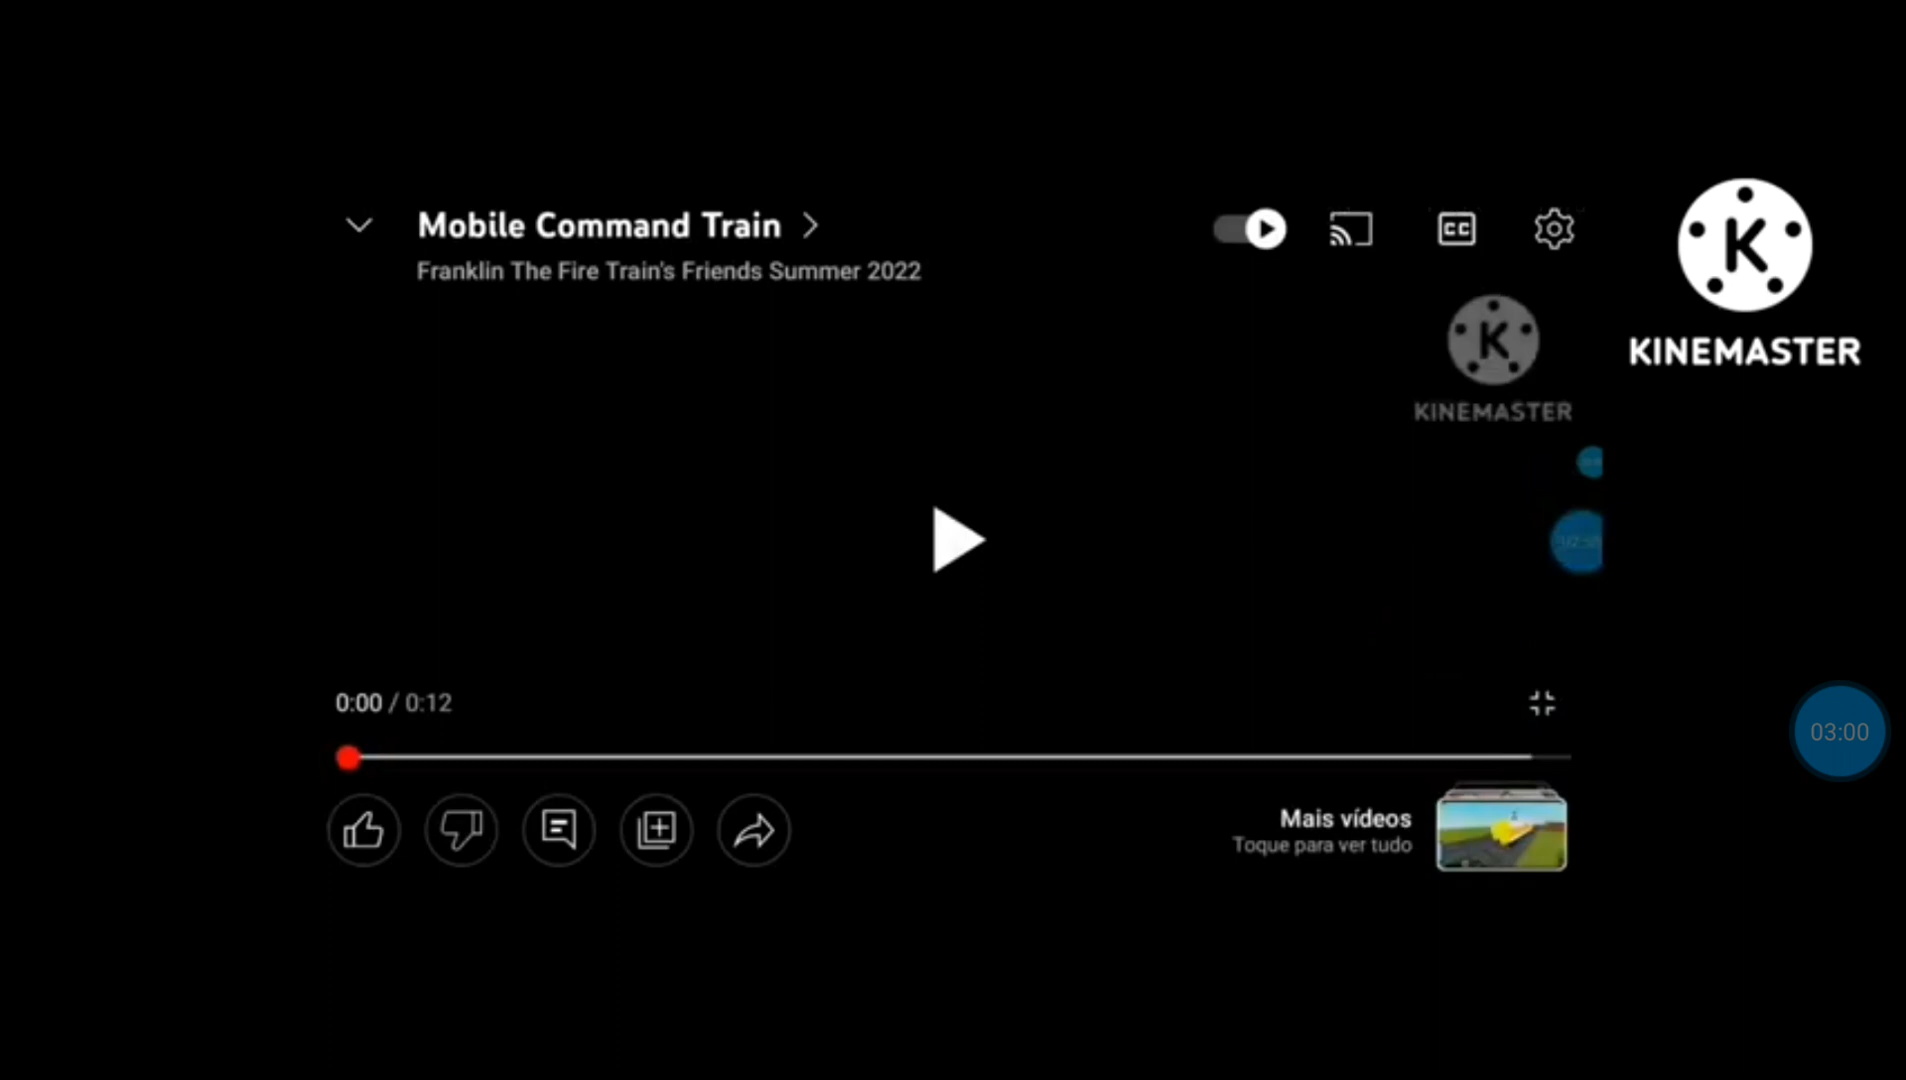 Mobile Command Train
Franklin The Fire Train's Friends Summer 2022
CC
K
KINEMASTER
K
KINEMASTER
0:00 / 0:12
03:00
Mais vídeos
Toque para ver tudo